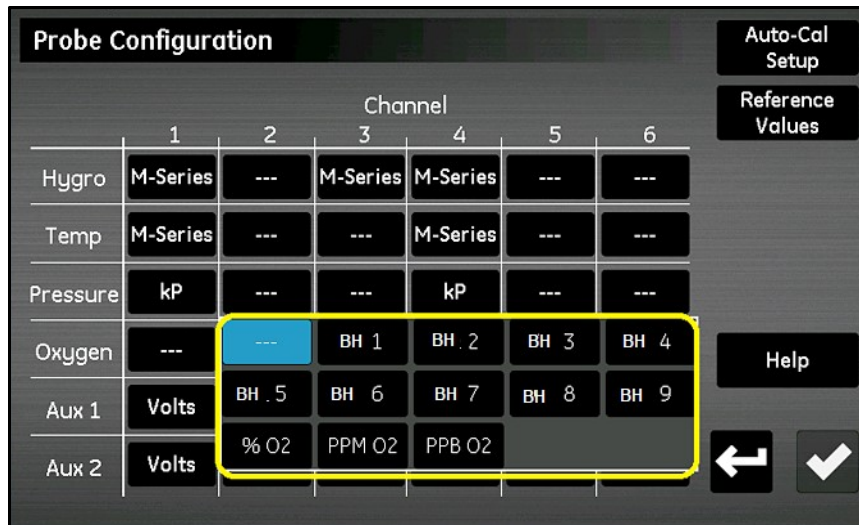 Probe Configuration
Auto-Cal
Setup
Reference
Values
Channel
1 2 3 4 5 6
Hygro M-Series --- M-Series M-Series --- ---
Temp M-Series --- --- M-Series --- ---
Pressure kP --- --- kP --- ---
Oxygen --- --- BH 1 BH . 2 BH 3 BH 4
Help
Aux 1 Volts BH . 5 BH 6 BH 7 BH 8 BH 9
Aux 2 Volts % O2 PPM O2 PPB O2